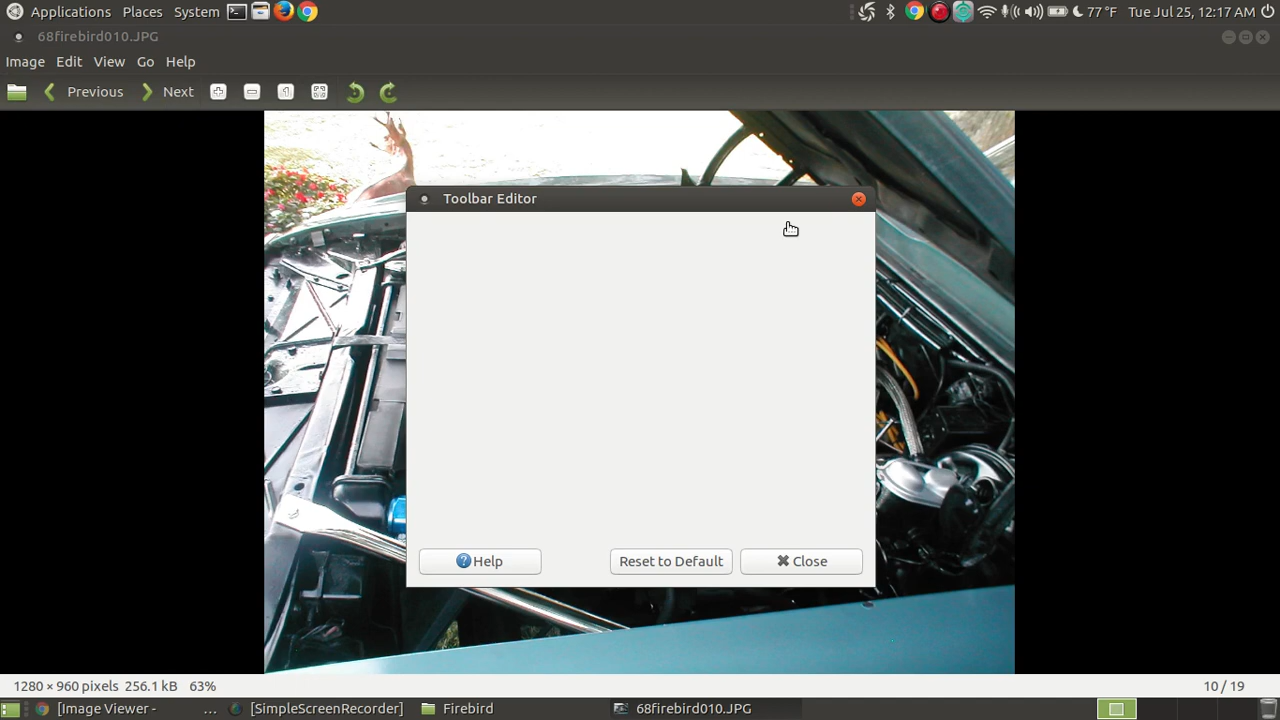 Applications Places System 77 °F Tue Jul 25, 12:17 AM
68firebird010.JPG
Image Edit View Go Help
Previous Next
Toolbar Editor
Help Reset to Default Close
1280 × 960 pixels 256.1 kB 63% 10 / 19
[Image Viewer - ... [SimpleScreenRecorder] Firebird 68firebird010.JPG